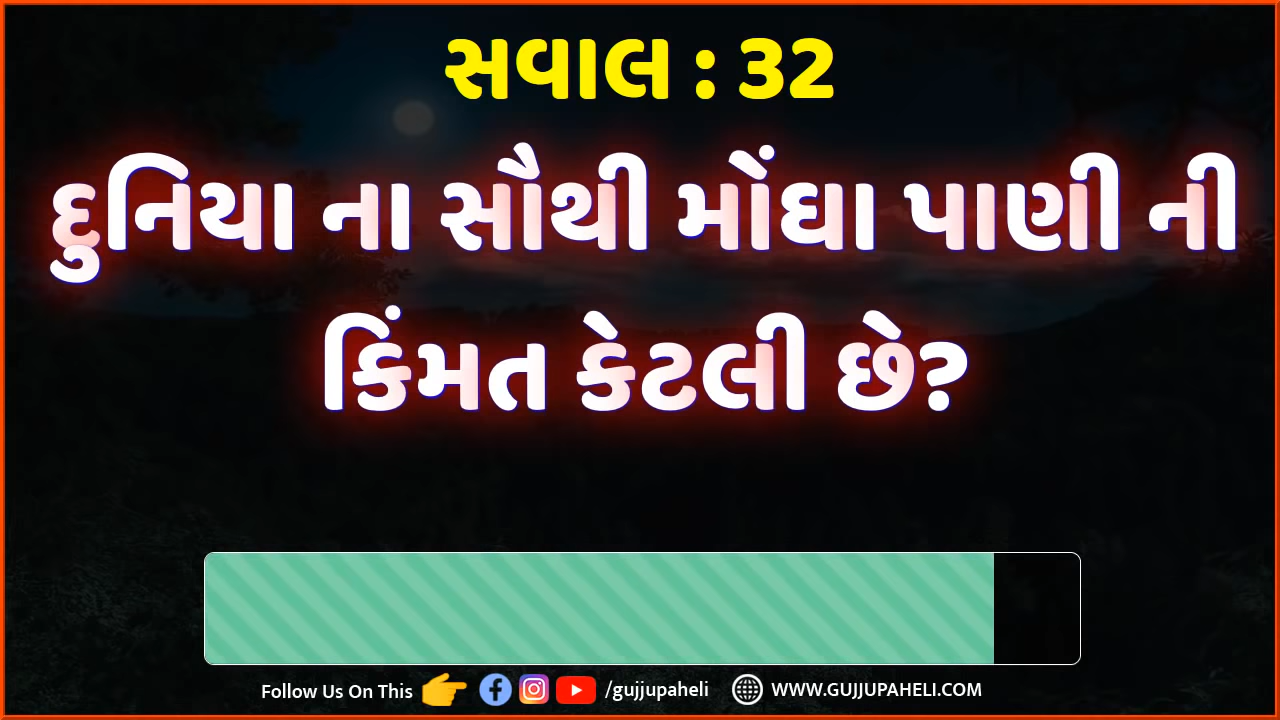 સવાલ : 32
દુનિયા ના સૌથી મોંઘા પાણી ની
કિંમત કેટલી છે?
Follow Us On This /gujjupaheli WWW.GUJJUPAHELI.COM